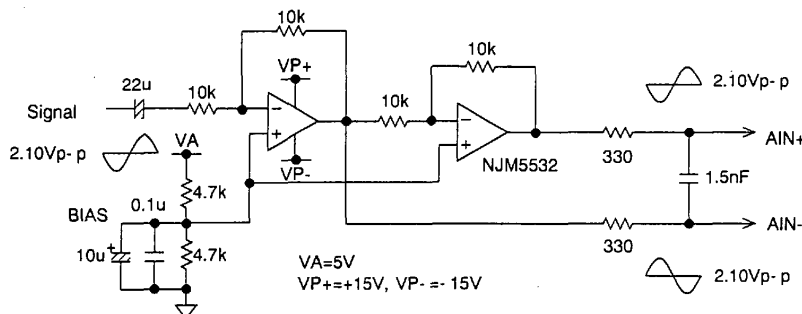 10k
10k
22u
10k
VP+
10k
2.10Vp- p
Signal
−
+
−
+
AIN+
2.10Vp- p
VA
VP-
NJM5532
330
1.5nF
4.7k
BIAS
0.1u
10u
+
4.7k
330
AIN-
VA=5V
VP+=+15V, VP- =- 15V
2.10Vp- p